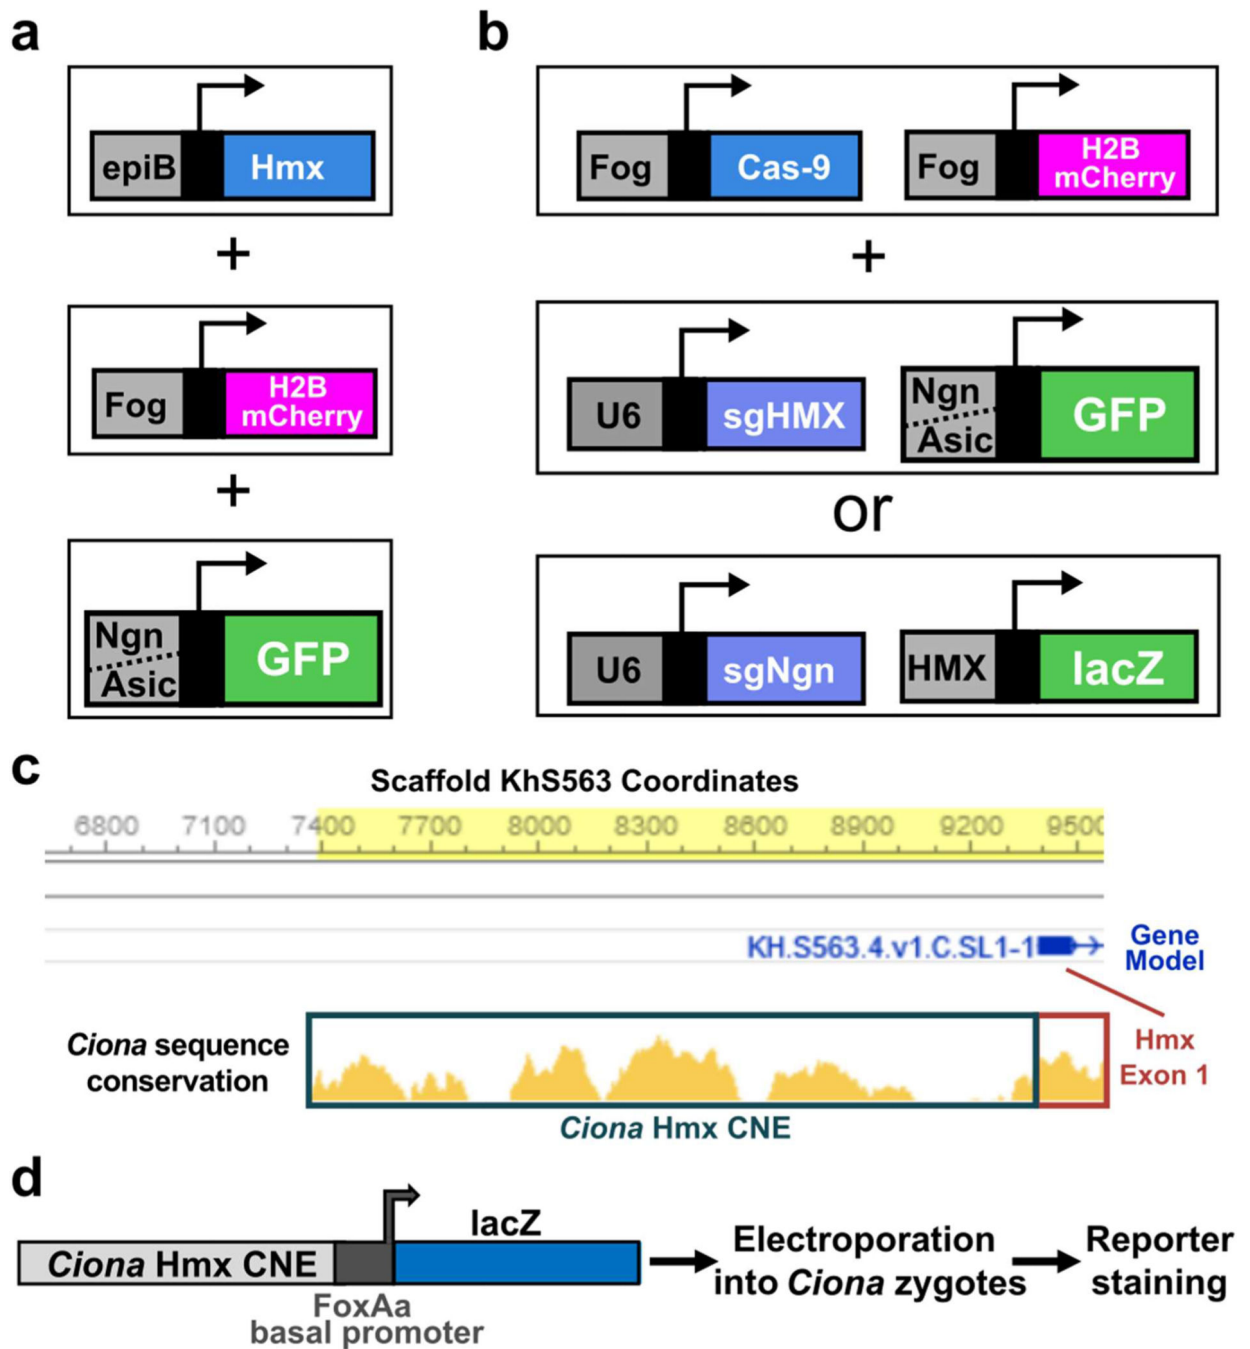 a
b
epiB Hmx
+
Fog H2B
mCherry
+
Ngn
Asic GFP
Fog Cas-9 Fog H2B
mCherry
+
U6 sgHMX Ngn
Asic GFP
or
U6 sgNgn HMX lacZ
c
Scaffold KhS563 Coordinates
6800 7100 7400 7700 8000 8300 8600 8900 9200 9500
KH.S563.4.v1.C.SL1-1
Gene
Model
Ciona sequence
conservation
Hmx
Exon 1
Ciona Hmx CNE
d
Ciona Hmx CNE
lacZ
FoxAa
basal promoter
Electroporation
into Ciona zygotes
Reporter
staining